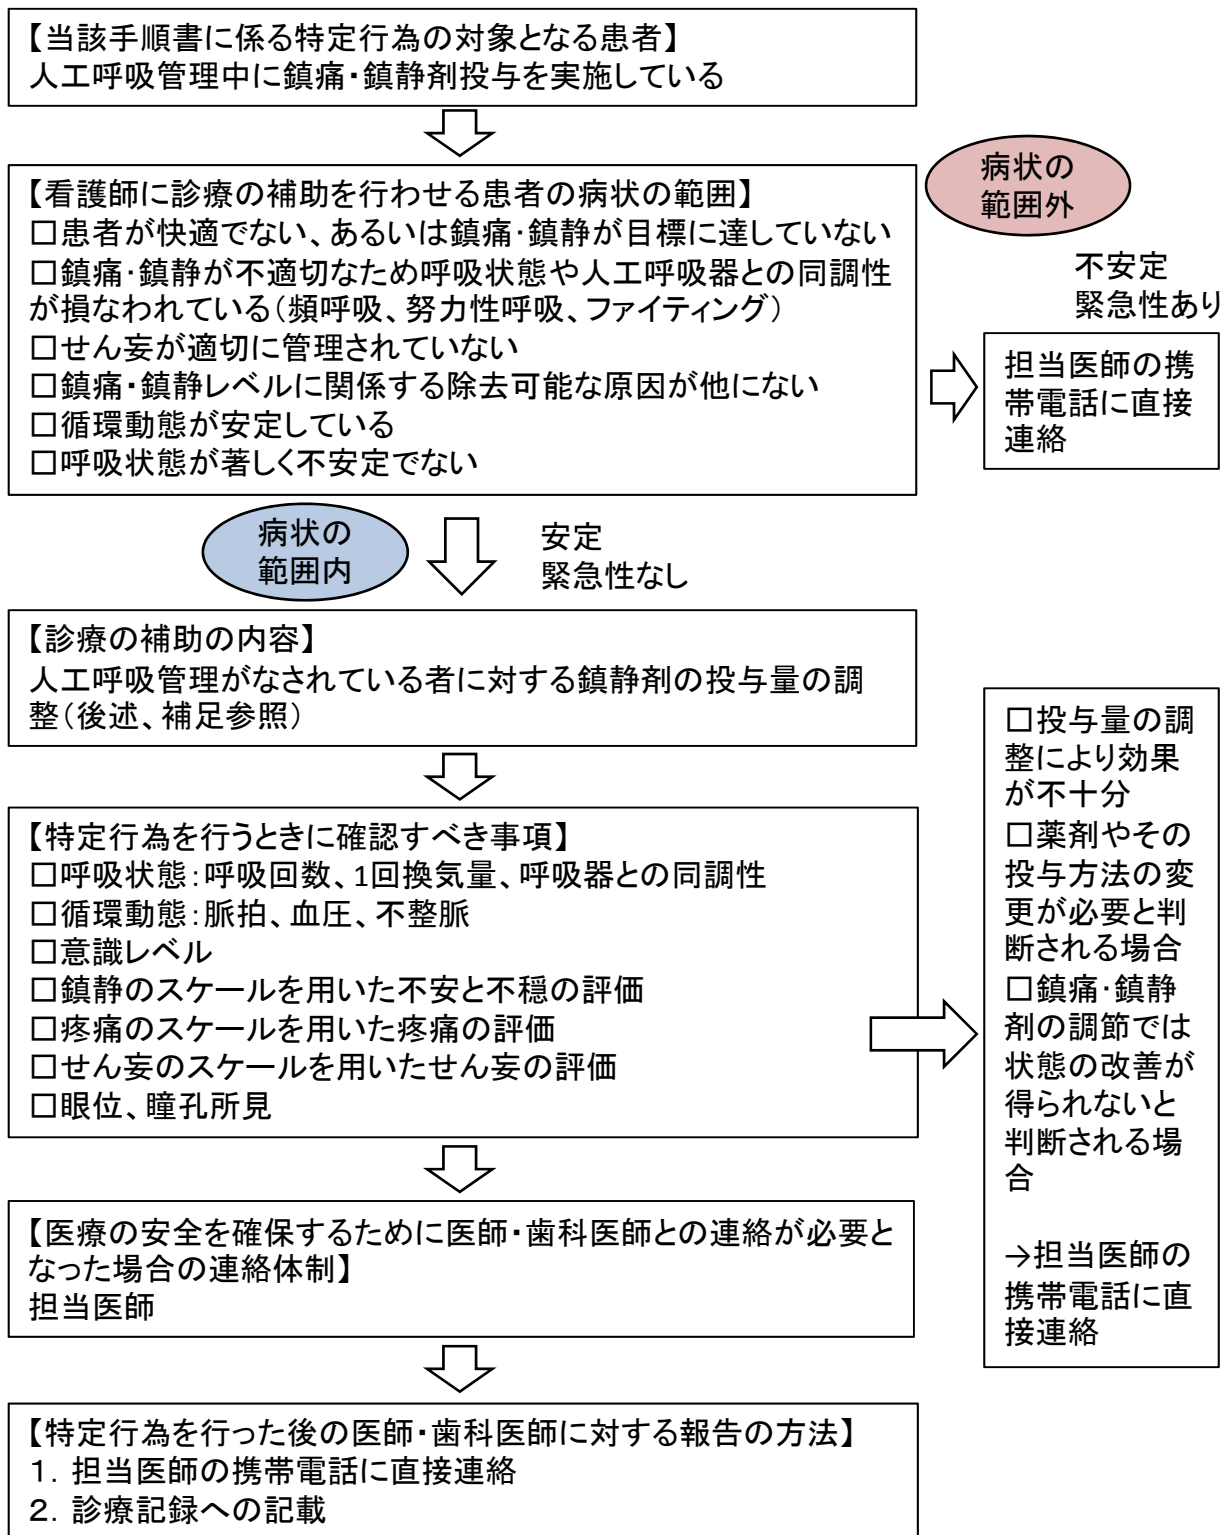 【当該手順書に係る特定行為の対象となる患者】
人工呼吸管理中に鎮痛・鎮静剤投与を実施している
【看護師に診療の補助を行わせる患者の病状の範囲】
□患者が快適でない、あるいは鎮痛・鎮静が目標に達していない
□鎮痛・鎮静が不適切なため呼吸状態や人工呼吸器との同調性
が損なわれている（頻呼吸、努力性呼吸、ファイティング）
□せん妄が適切に管理されていない
□鎮痛・鎮静レベルに関係する除去可能な原因が他にない
□循環動態が安定している
□呼吸状態が著しく不安定でない
病状の
範囲外
不安定
緊急性あり
担当医師の携
帯電話に直接
連絡
病状の
範囲内
安定
緊急性なし
【診療の補助の内容】
人工呼吸管理がなされている者に対する鎮静剤の投与量の調
整（後述、補足参照）
【特定行為を行うときに確認すべき事項】
□呼吸状態：呼吸回数、1回換気量、呼吸器との同調性
□循環動態：脈拍、血圧、不整脈
□意識レベル
□鎮静のスケールを用いた不安と不穏の評価
□疼痛のスケールを用いた疼痛の評価
□せん妄のスケールを用いたせん妄の評価
□眼位、瞳孔所見
□投与量の調
整により効果
が不十分
□薬剤やその
投与方法の変
更が必要と判
断される場合
□鎮痛・鎮静
剤の調節では
状態の改善が
得られないと
判断される場
合
→担当医師の
携帯電話に直
接連絡
【医療の安全を確保するために医師・歯科医師との連絡が必要と
なった場合の連絡体制】
担当医師
【特定行為を行った後の医師・歯科医師に対する報告の方法】
１．担当医師の携帯電話に直接連絡
２．診療記録への記載